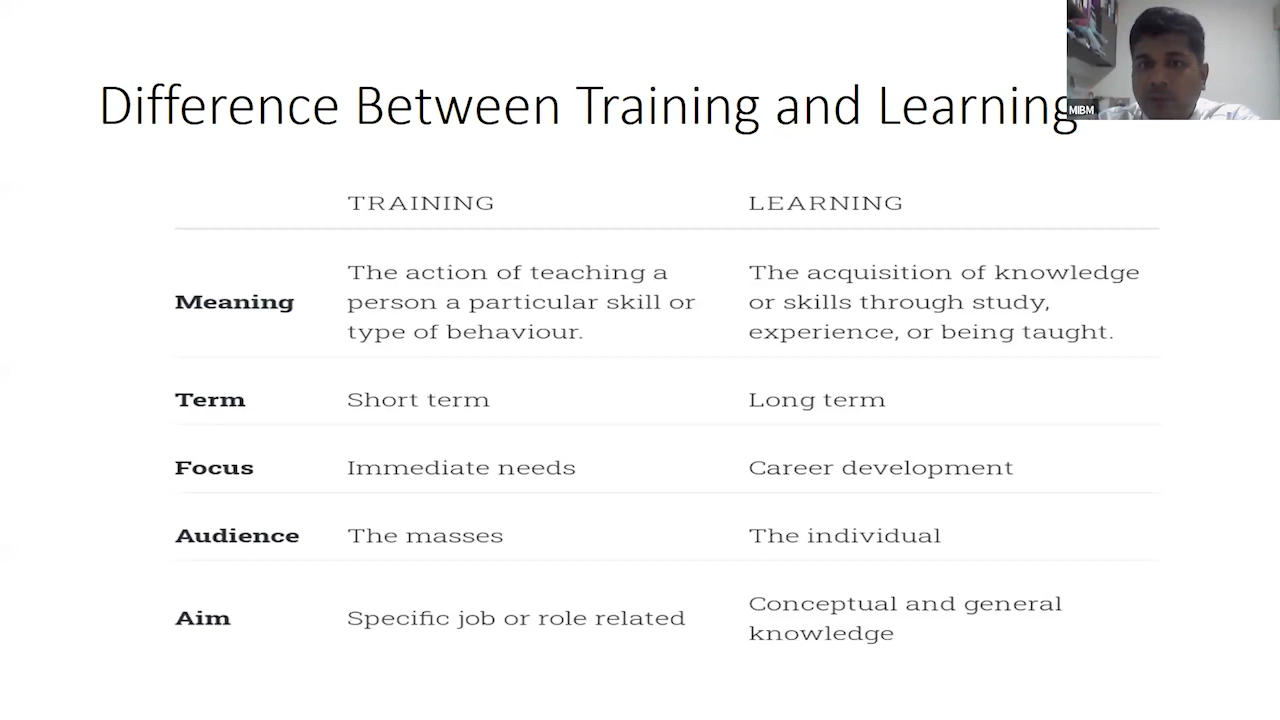 Difference Between Training and Learning
MIBM
TRAINING LEARNING
Meaning
The action of teaching a
person a particular skill or
type of behaviour.
The acquisition of knowledge
or skills through study,
experience, or being taught.
Term Short term Long term
Focus Immediate needs Career development
Audience The masses The individual
Aim Specific job or role related
Conceptual and general
knowledge